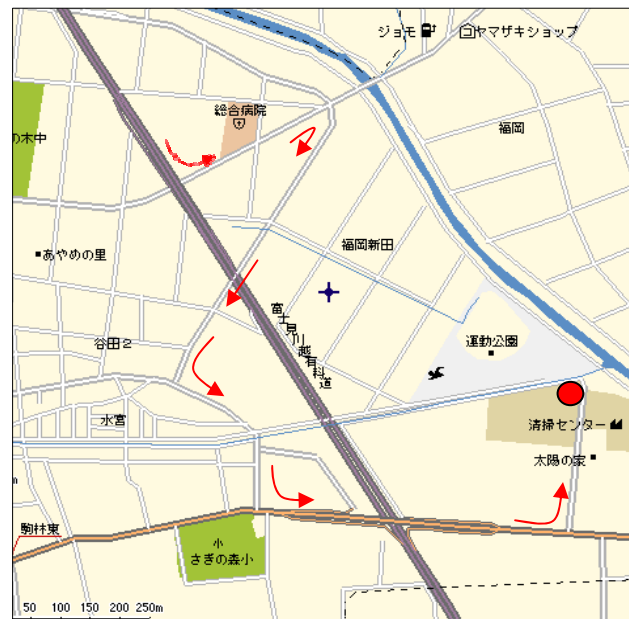 ジョモ
ヤマザキショップ
総合病院
福岡
の木中
福岡新田
あやめの里
富士見川越有料道
運動公園
谷田2
水宮
清掃センター
太陽の家
駒林東
小
さぎの森小
50 100 150 200 250m